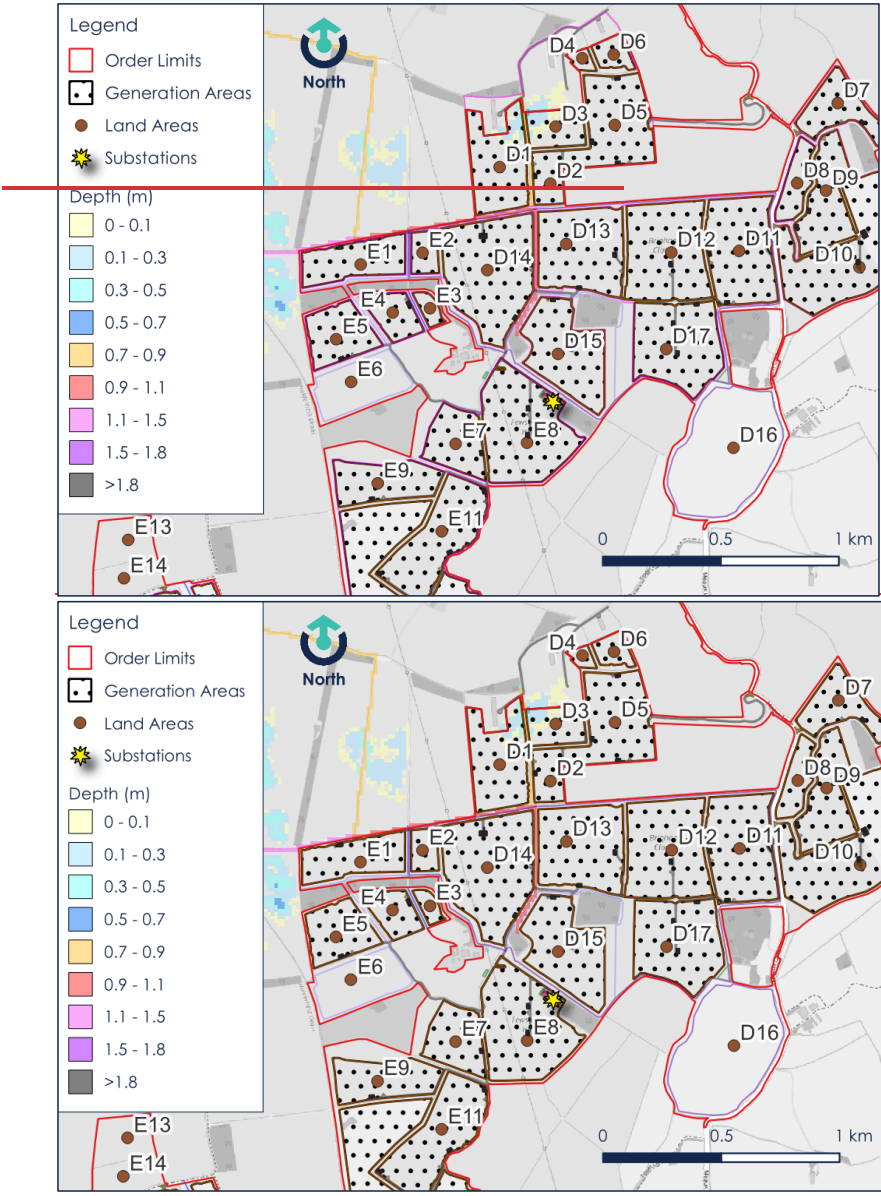 Legend
Order Limits
Generation Areas
Land Areas
Substations
Depth (m)
0 - 0.1
0.1 - 0.3
0.3 - 0.5
0.5 - 0.7
0.7 - 0.9
0.9 - 1.1
1.1 - 1.5
1.5 - 1.8
>1.8
North
D4
D6
D7
D3
D5
D1
D2
D8
D9
E1
E2
D14
D13
D12
D11
D10
E4
E3
E5
D15
D17
E6
E7
E8
D16
E9
E11
E13
E14
0 0.5 1 km
Legend
Order Limits
Generation Areas
Land Areas
Substations
Depth (m)
0 - 0.1
0.1 - 0.3
0.3 - 0.5
0.5 - 0.7
0.7 - 0.9
0.9 - 1.1
1.1 - 1.5
1.5 - 1.8
>1.8
North
D4
D6
D7
D3
D5
D1
D2
D8
D9
E1
E2
D14
D13
D12
D11
D10
E4
E3
E5
D15
D17
E6
E7
E8
D16
E9
E11
E13
E14
0 0.5 1 km